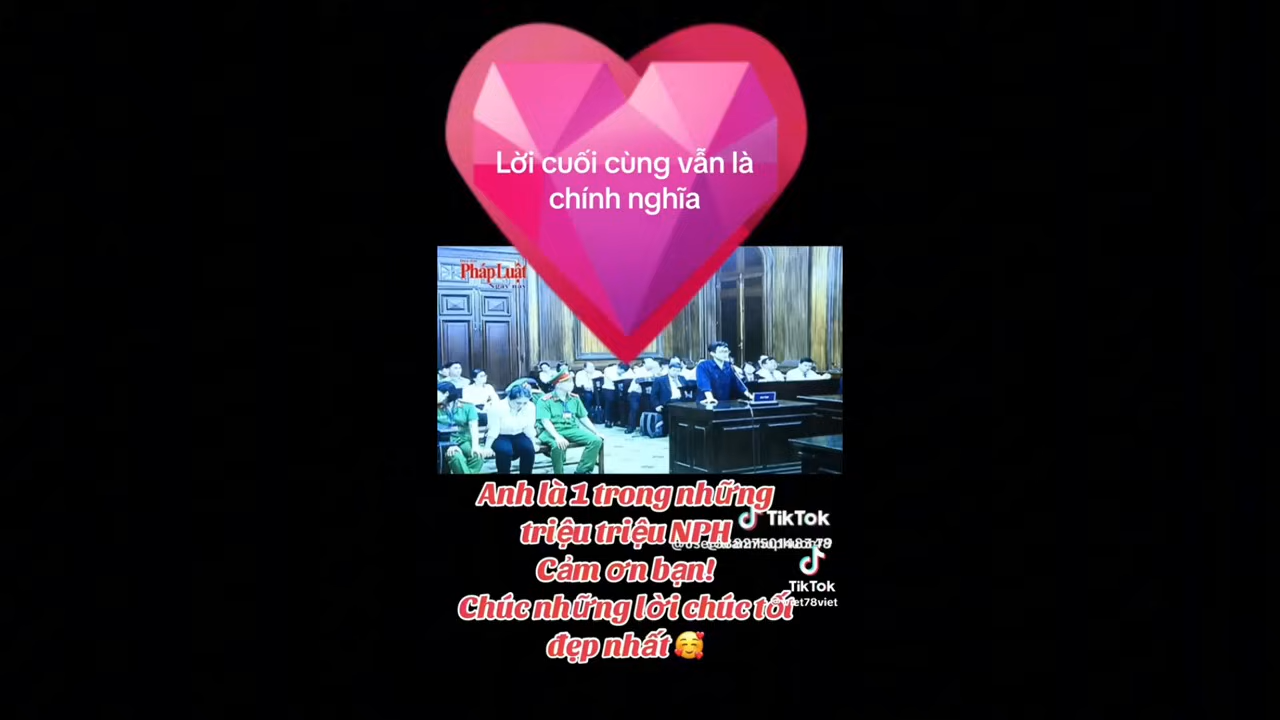 Lời cuối cùng vẫn là
chính nghĩa
Pháp Luật
Anh là 1 trong những
triệu triệu NPH
Cảm ơn bạn!
Chúc những lời chúc tốt
đẹp nhất 🥰
TikTok
TikTok